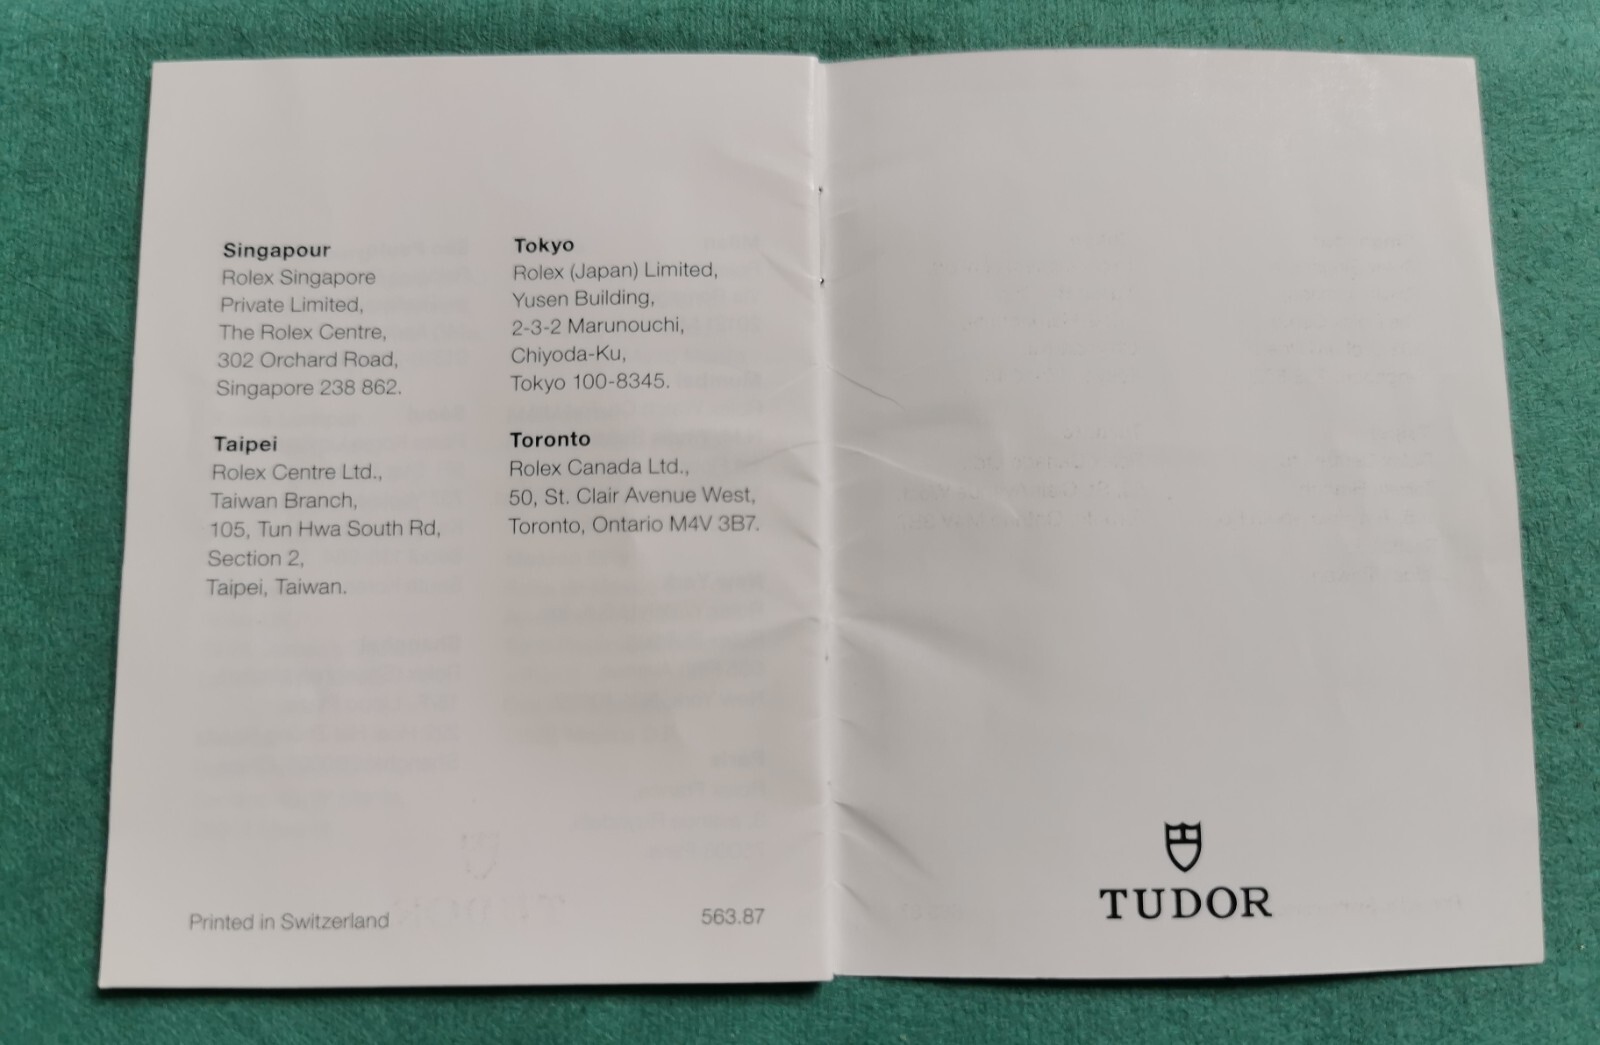 Singapour
Rolex Singapore
Private Limited,
The Rolex Centre,
302 Orchard Road,
Singapore 238 862.
Taipei
Rolex Centre Ltd.,
Taiwan Branch,
105, Tun Hwa South Rd,
Section 2,
Taipei, Taiwan.
Tokyo
Rolex (Japan) Limited,
Yusen Building,
2-3-2 Marunouchi,
Chiyoda-Ku,
Tokyo 100-8345.
Toronto
Rolex Canada Ltd.,
50, St. Clair Avenue West,
Toronto, Ontario M4V 3B7.
Printed in Switzerland
563.87
TUDOR